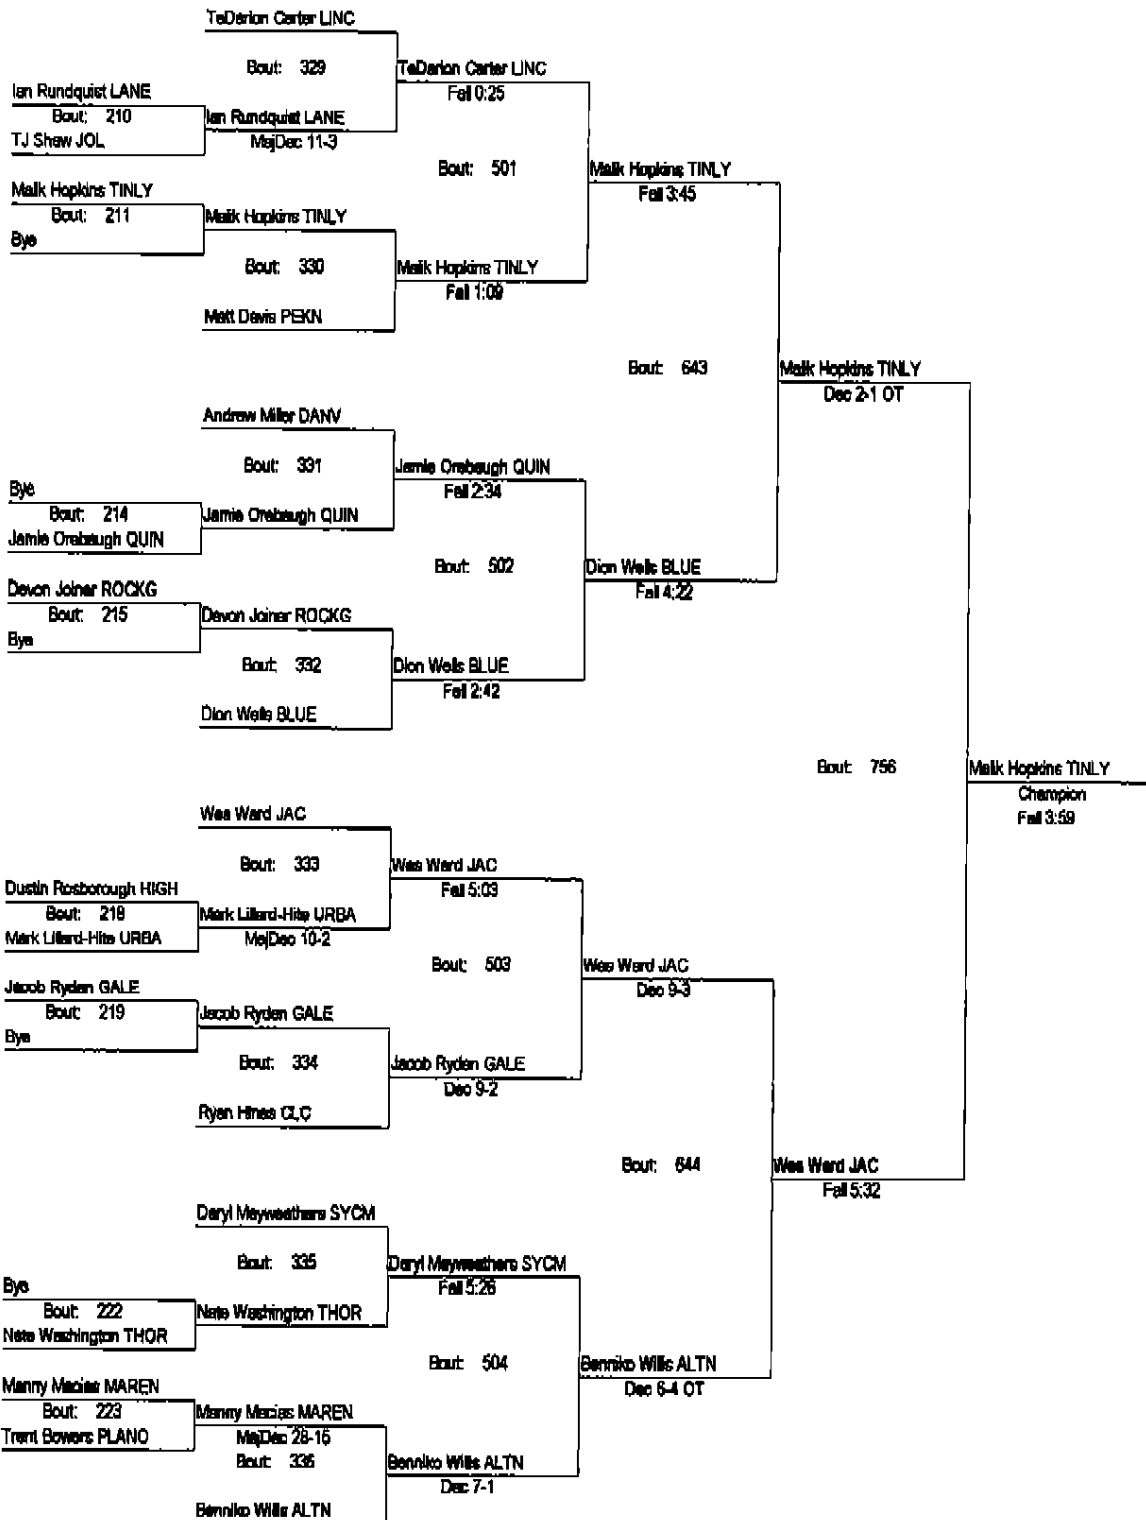 TeDarion Carter LINC
Bout: 329
TeDarion Carter LINC
Fall 0:25
Ian Rundquist LANE
Bout: 210
Ian Rundquist LANE
TJ Shaw JOL
MajDec 11-3
Bout: 501
Malik Hopkins TINLY
Fall 3:45
Malik Hopkins TINLY
Bout: 211
Malik Hopkins TINLY
Bye
Bout: 330
Malik Hopkins TINLY
Fall 1:09
Matt Davis PEKN
Bout: 643
Malik Hopkins TINLY
Dec 2-1 OT
Andrew Miller DANV
Bout: 331
Jamie Orebaugh QUIN
Fall 2:34
Bye
Bout: 214
Jamie Orebaugh QUIN
Jamie Orebaugh QUIN
Bout: 502
Dion Wells BLUE
Fall 4:22
Devon Joiner ROCKG
Bout: 215
Devon Joiner ROCKG
Bye
Bout: 332
Dion Wells BLUE
Fall 2:42
Dion Wells BLUE
Bout: 756
Malik Hopkins TINLY
Champion
Fall 3:59
Wes Ward JAC
Bout: 333
Wes Ward JAC
Fall 5:03
Dustin Rosborough HIGH
Bout: 218
Mark Lillard-Hite URBA
Mark Lillard-Hite URBA
MajDec 10-2
Bout: 503
Wes Ward JAC
Dec 9-3
Jacob Ryden GALE
Bout: 219
Jacob Ryden GALE
Bye
Bout: 334
Jacob Ryden GALE
Dec 9-2
Ryan Hines CLC
Bout: 644
Wes Ward JAC
Fall 5:32
Daryl Mayweathers SYCM
Bout: 335
Daryl Mayweathers SYCM
Fall 5:26
Bye
Bout: 222
Nate Washington THOR
Nate Washington THOR
Bout: 504
Benniko Wills ALTN
Dec 6-4 OT
Manny Macias MAREN
Bout: 223
Manny Macias MAREN
Trent Bowers PLANO
MajDec 28-15
Bout: 336
Benniko Wills ALTN
Dec 7-1
Benniko Wills ALTN